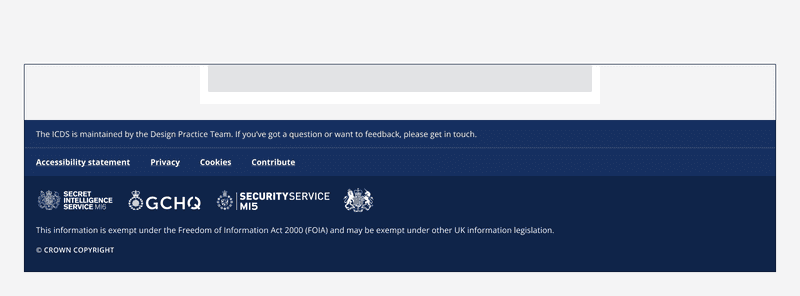 The ICDS is maintained by the Design Practice Team. If you've got a question or want to feedback, please get in touch.
Accessibility statement Privacy Cookies Contribute
SECRET
INTELLIGENCE
SERVICE MI6
GCHQ
SECURITYSERVICE
MI5
This information is exempt under the Freedom of Information Act 2000 (FOIA) and may be exempt under other UK information legislation.
© CROWN COPYRIGHT